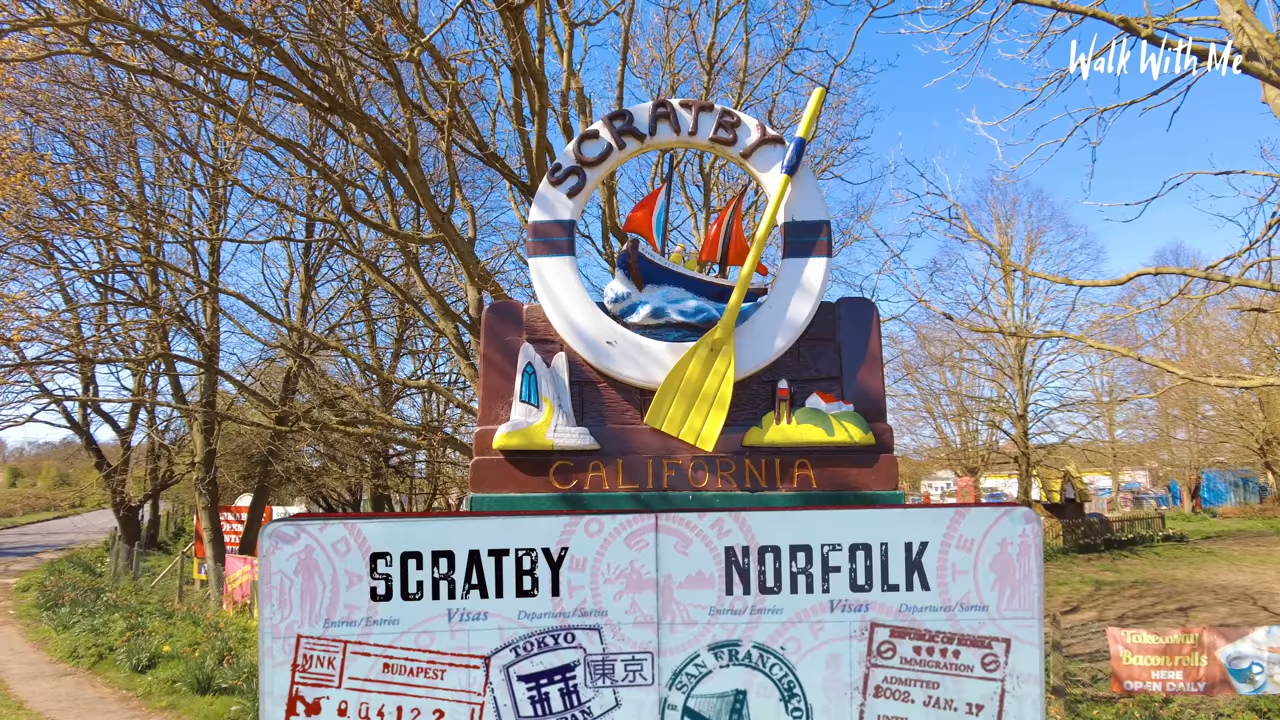 Walk With Me
SCRATBY
CALIFORNIA
SCRATBY
NORFOLK
Entries/Entrées
Visas
Departures/Sorties
Entries/Entrées
Visas
Departures/Sorties
MNK
BUDAPEST
TOKYO
東京
SAN FRANCISCO
REPUBLIC OF KOREA
IMMIGRATION
ADMITTED
2002. JAN. 17
Takeaway
Bacon rolls
HERE
OPEN DAILY